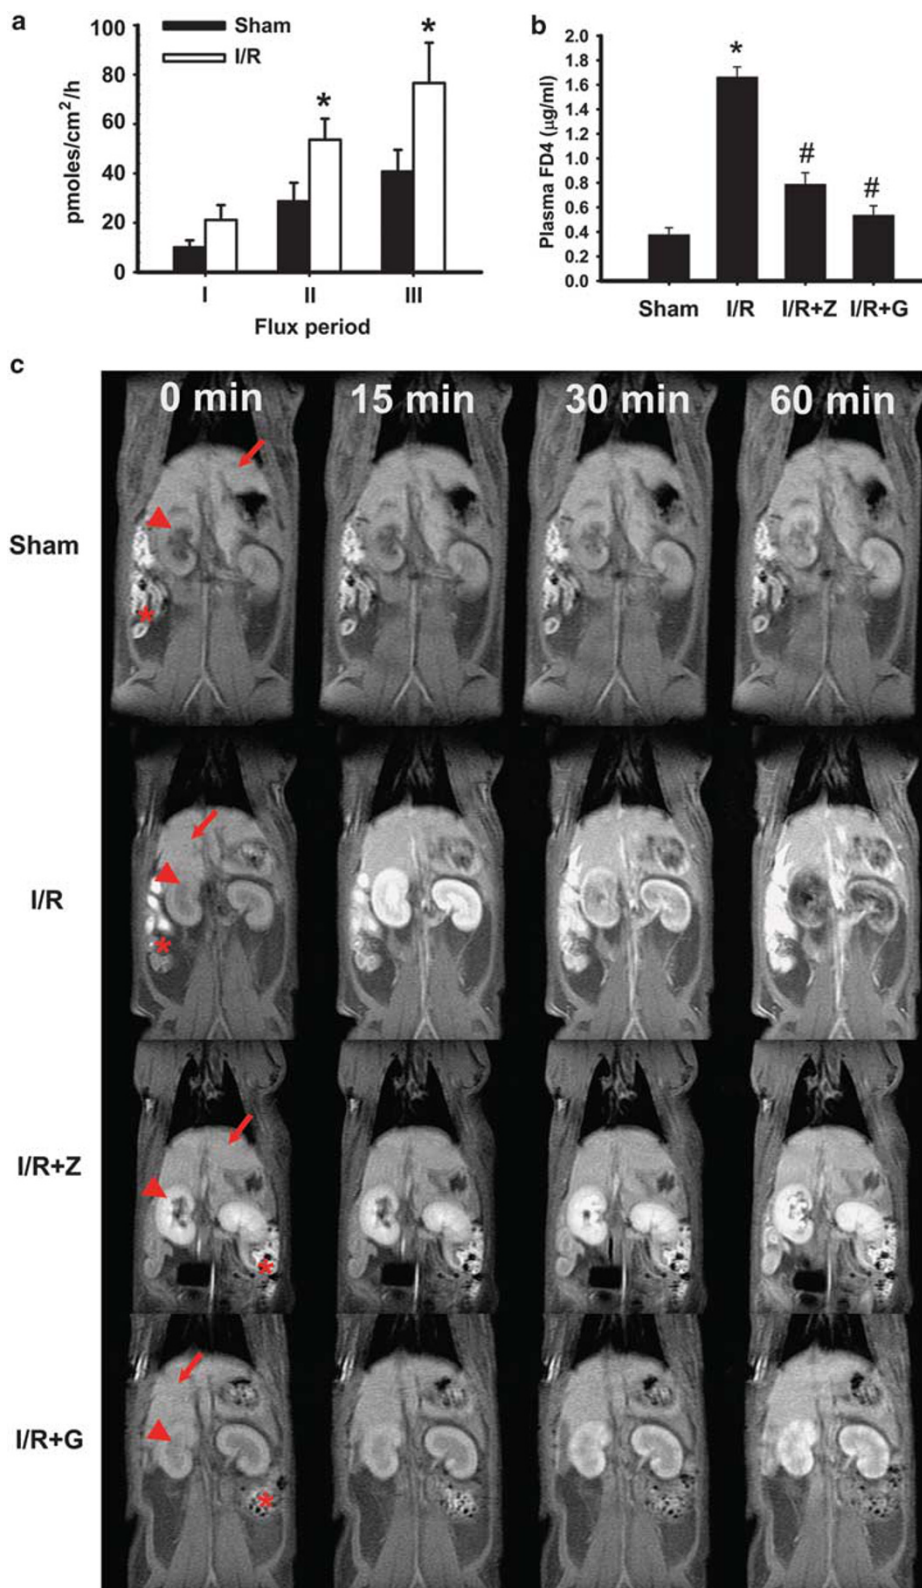 a
100
80
60
40
20
0
pmoles/cm²/h
Sham
I/R
*
*
I
II
III
Flux period
b
2.0
1.8
1.6
1.4
1.2
1.0
0.8
0.6
0.4
0.2
0.0
Plasma FD4 (μg/ml)
*
#
#
Sham I/R I/R+Z I/R+G
c
0 min 15 min 30 min 60 min
Sham
*
I/R
*
I/R+Z
*
I/R+G
*